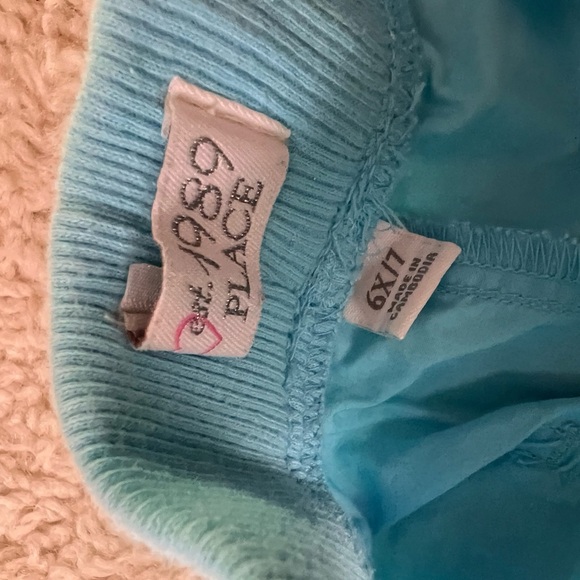 est. 1989
PLACE
6X/7
MADE IN
CAMBODIA